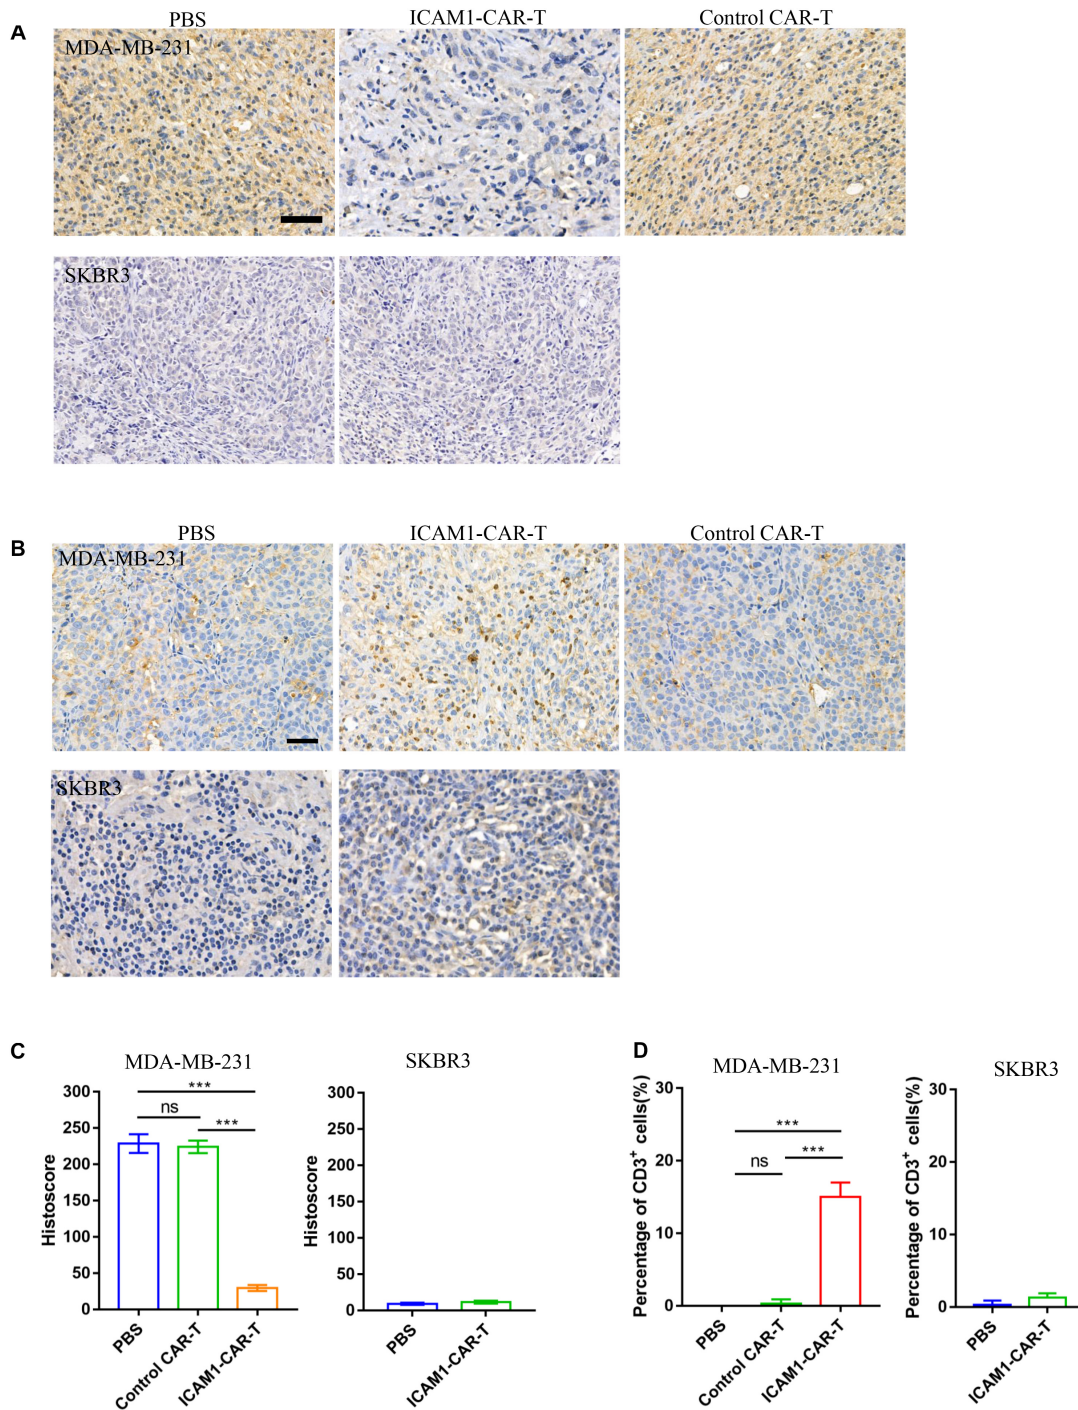 A
PBS
ICAM1-CAR-T
Control CAR-T
MDA-MB-231
SKBR3
B
PBS
ICAM1-CAR-T
Control CAR-T
MDA-MB-231
SKBR3
C
MDA-MB-231
Histoscore
300
250
200
150
100
50
0
***
ns
***
PBS
Control CAR-T
ICAM1-CAR-T
SKBR3
Histoscore
300
250
200
150
100
50
0
PBS
ICAM1-CAR-T
D
MDA-MB-231
Percentage of CD3⁺ cells(%)
30
20
10
0
***
ns
***
PBS
Control CAR-T
ICAM1-CAR-T
SKBR3
Percentage of CD3⁺ cells(%)
30
20
10
0
PBS
ICAM1-CAR-T